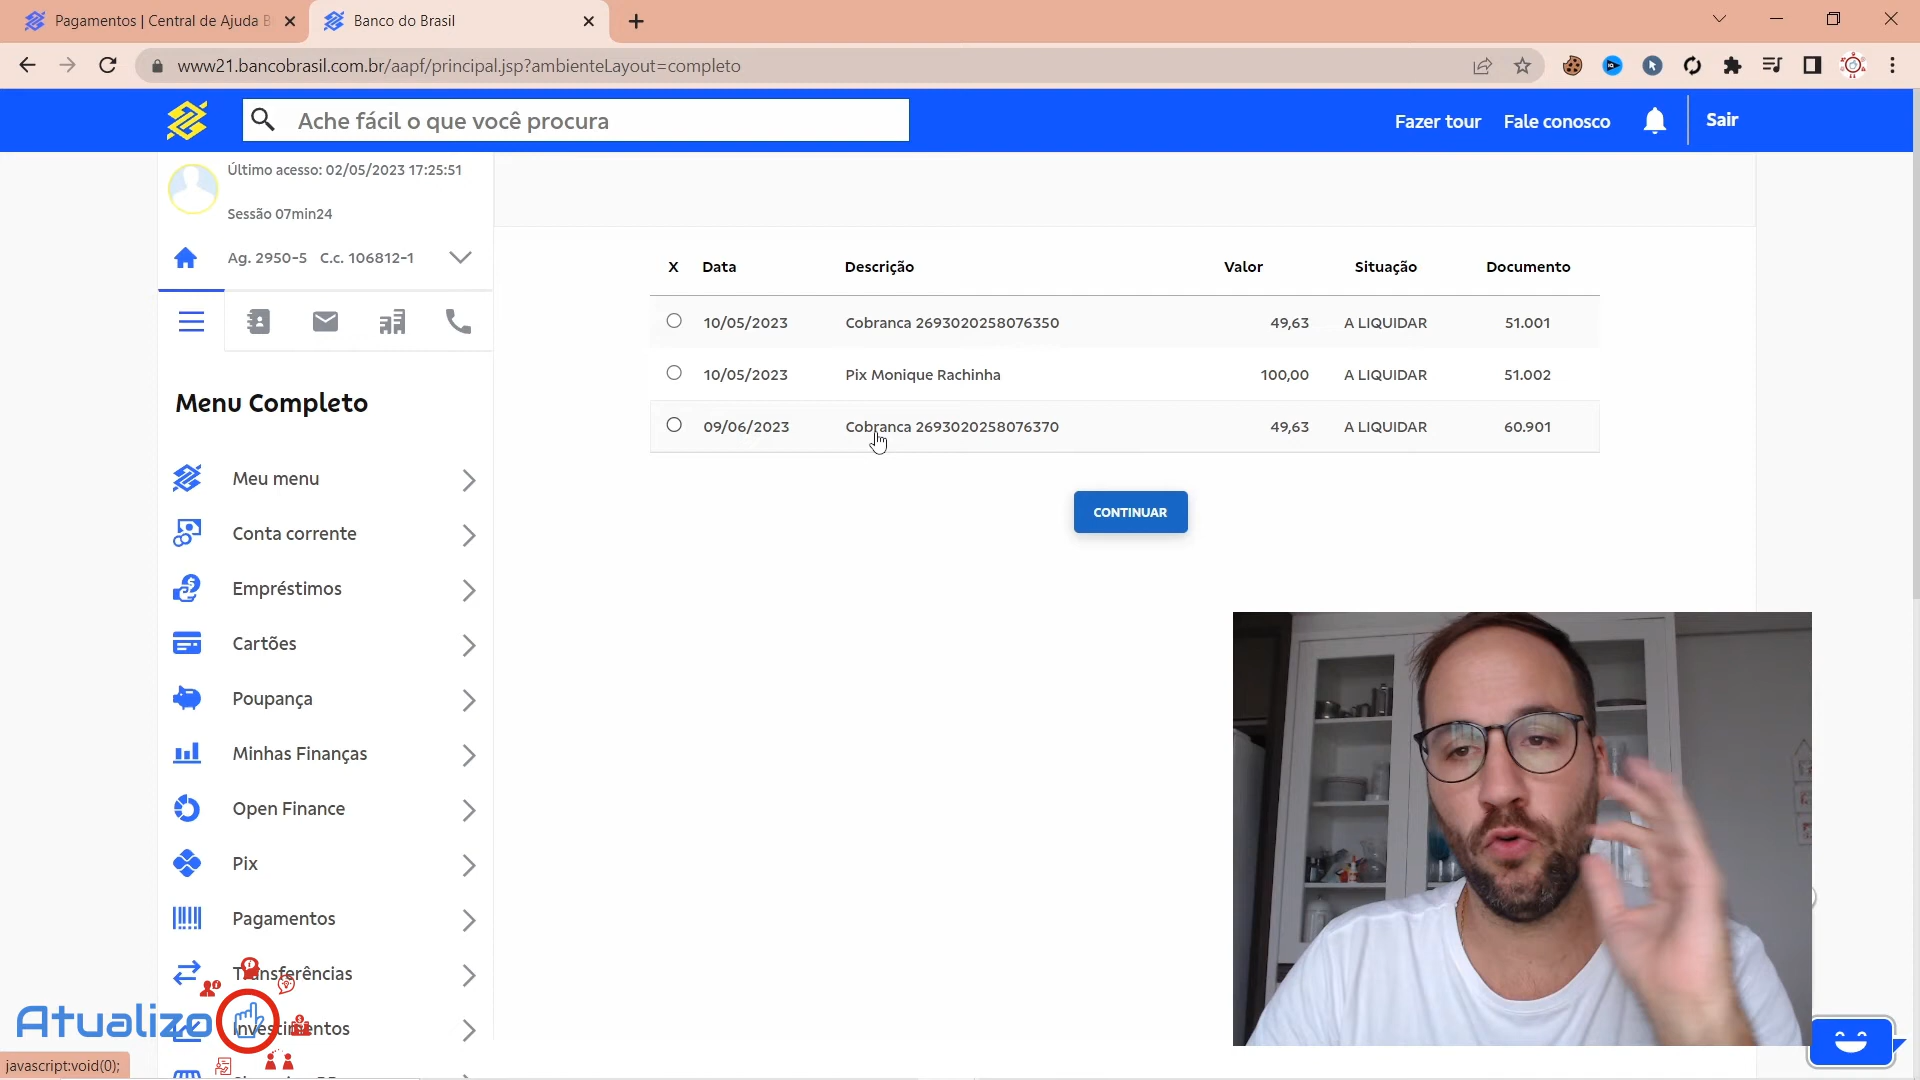 Pagamentos | Central de Ajuda B
Banco do Brasil
www21.bancobrasil.com.br/aapf/principal.jsp?ambienteLayout=completo
Ache fácil o que você procura
Fazer tour
Fale conosco
Sair
Último acesso: 02/05/2023 17:25:51
Sessão 07min24
Ag. 2950-5 C.c. 106812-1
X Data Descrição Valor Situação Documento
10/05/2023 Cobranca 2693020258076350 49,63 A LIQUIDAR 51.001
10/05/2023 Pix Monique Rachinha 100,00 A LIQUIDAR 51.002
09/06/2023 Cobranca 2693020258076370 49,63 A LIQUIDAR 60.901
CONTINUAR
Menu Completo
Meu menu
Conta corrente
Empréstimos
Cartões
Poupança
Minhas Finanças
Open Finance
Pix
Pagamentos
Transferências
Atualizo
Investimentos
javascript:void(0);